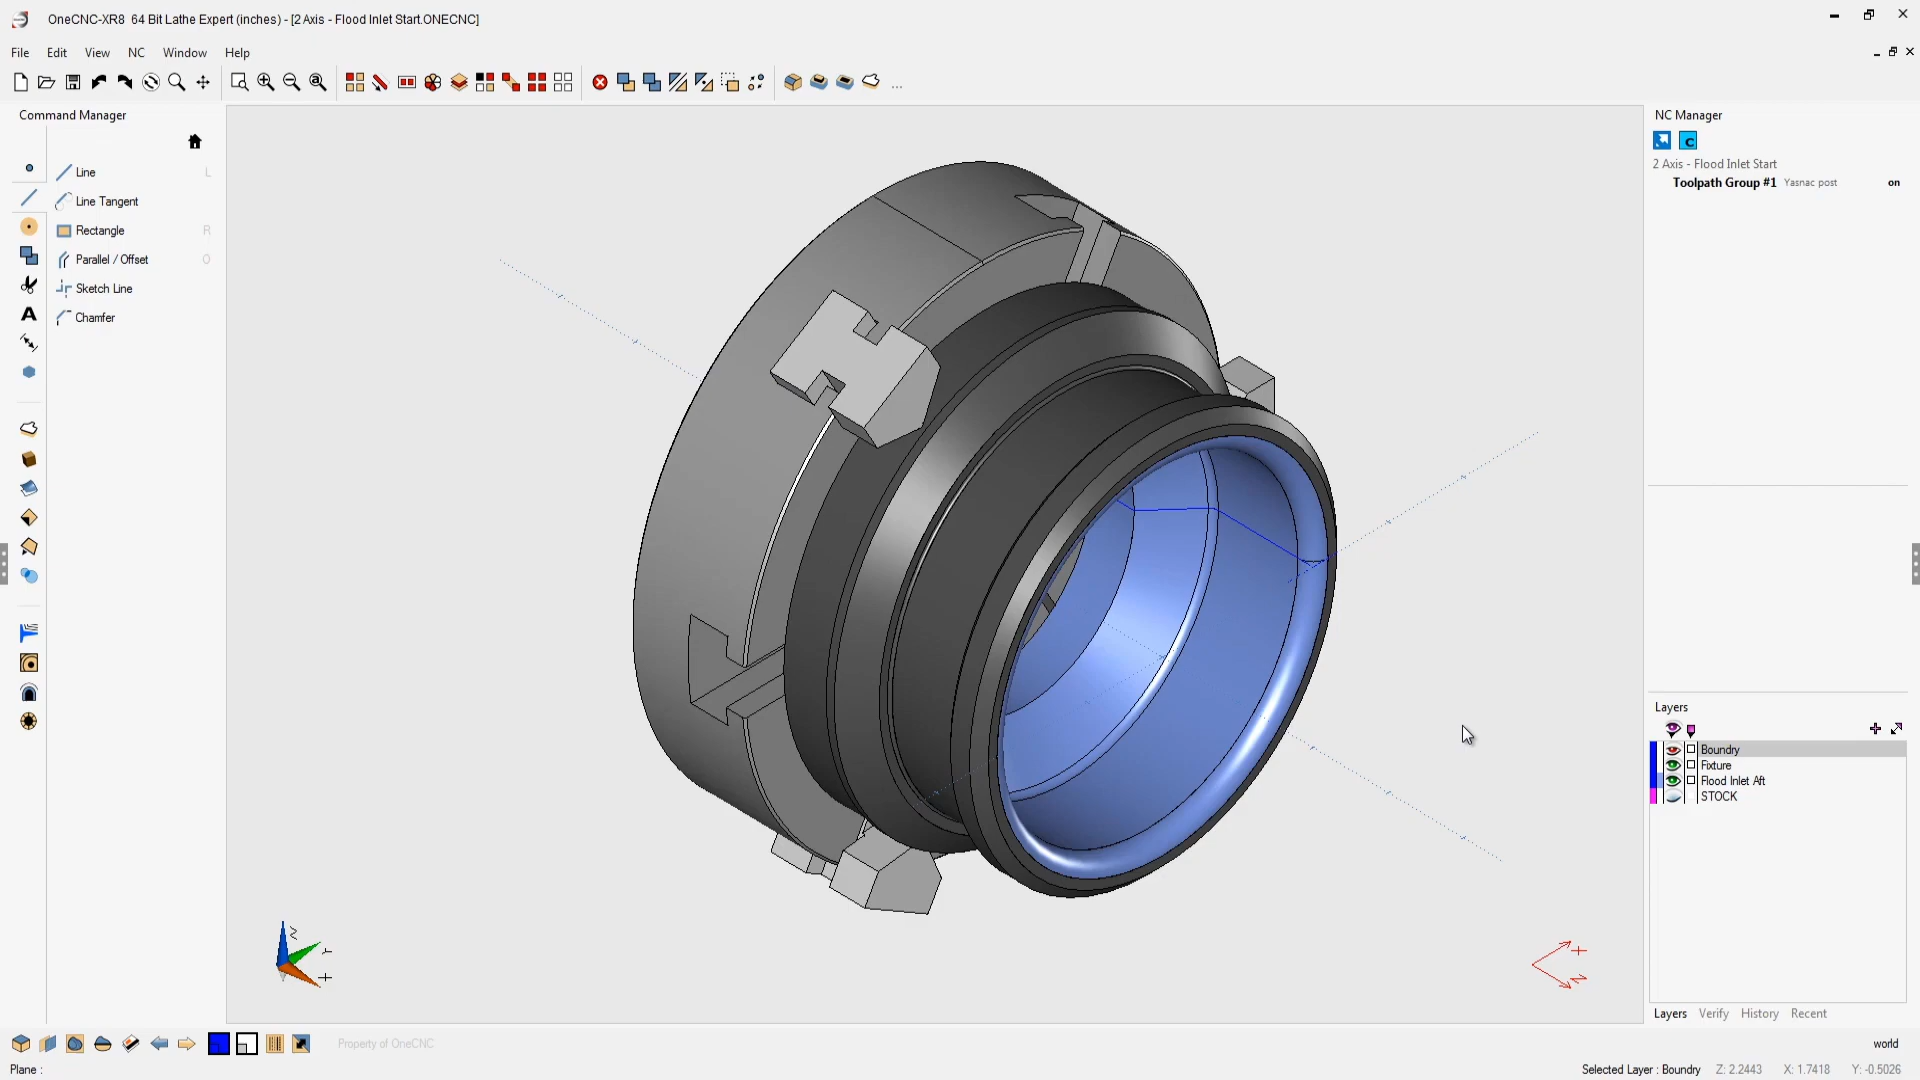 OneCNC-XR8 64 Bit Lathe Expert (inches) - [2 Axis - Flood Inlet Start.ONECNC]
File Edit View NC Window Help
Command Manager
Line L
Line Tangent
Rectangle R
Parallel / Offset O
Sketch Line
Chamfer
NC Manager
2 Axis - Flood Inlet Start
Toolpath Group #1 Yasnac post on
Layers
Boundry
Fixture
Flood Inlet Aft
STOCK
Layers Verify History Recent
Property of OneCNC
world
Plane :
Selected Layer : Boundry Z: 2.2443 X: 1.7418 Y: -0.5026